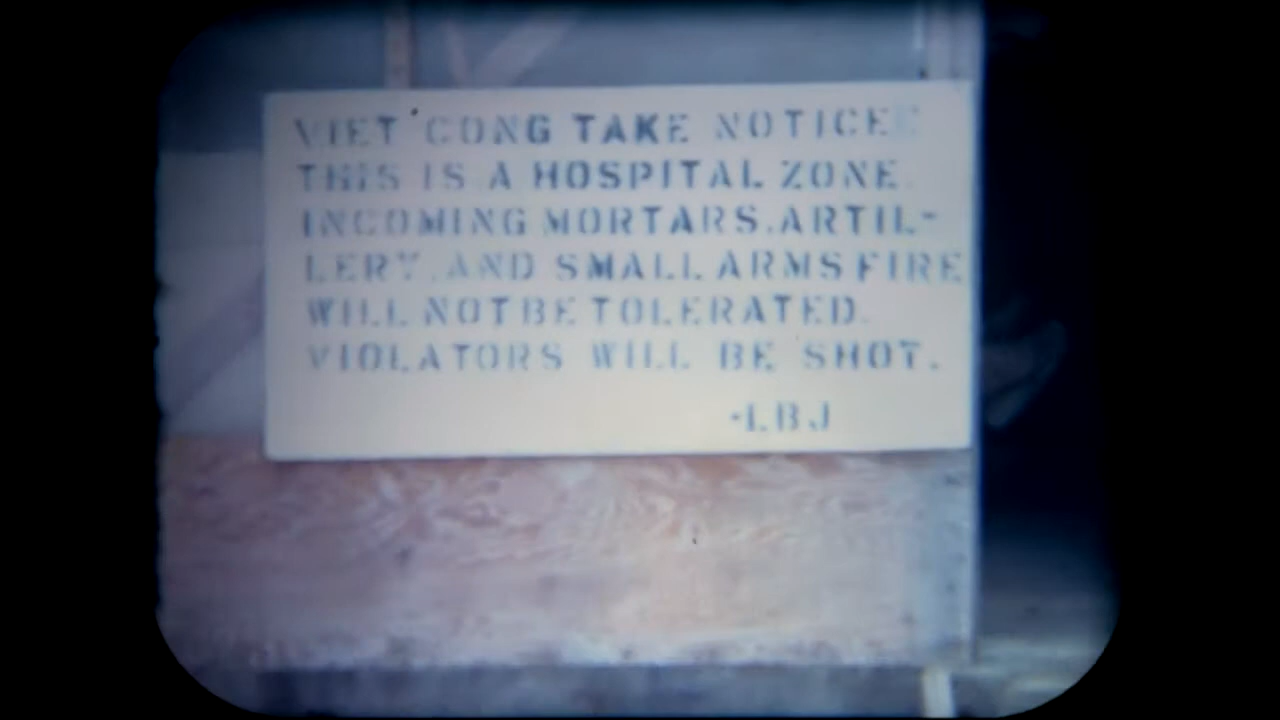 VIET CONG TAKE NOTICE
THIS IS A HOSPITAL ZONE.
INCOMING MORTARS, ARTIL-
LERY, AND SMALL ARMS FIRE
WILL NOT BE TOLERATED.
VIOLATORS WILL BE SHOT.
-LBJ